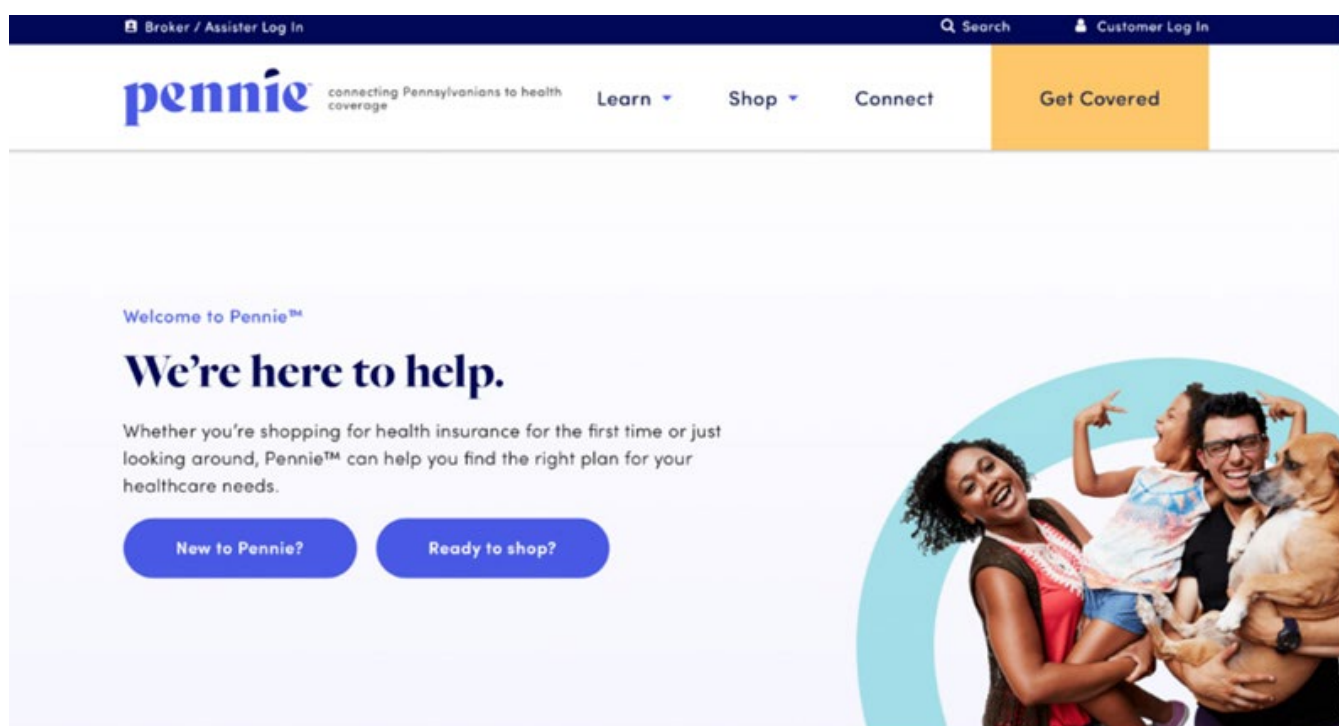 Broker / Assister Log In
Search
Customer Log In
pennie
connecting Pennsylvanians to health
coverage
Learn
Shop
Connect
Get Covered
Welcome to Pennie™
We're here to help.
Whether you're shopping for health insurance for the first time or just
looking around, Pennie™ can help you find the right plan for your
healthcare needs.
New to Pennie?
Ready to shop?